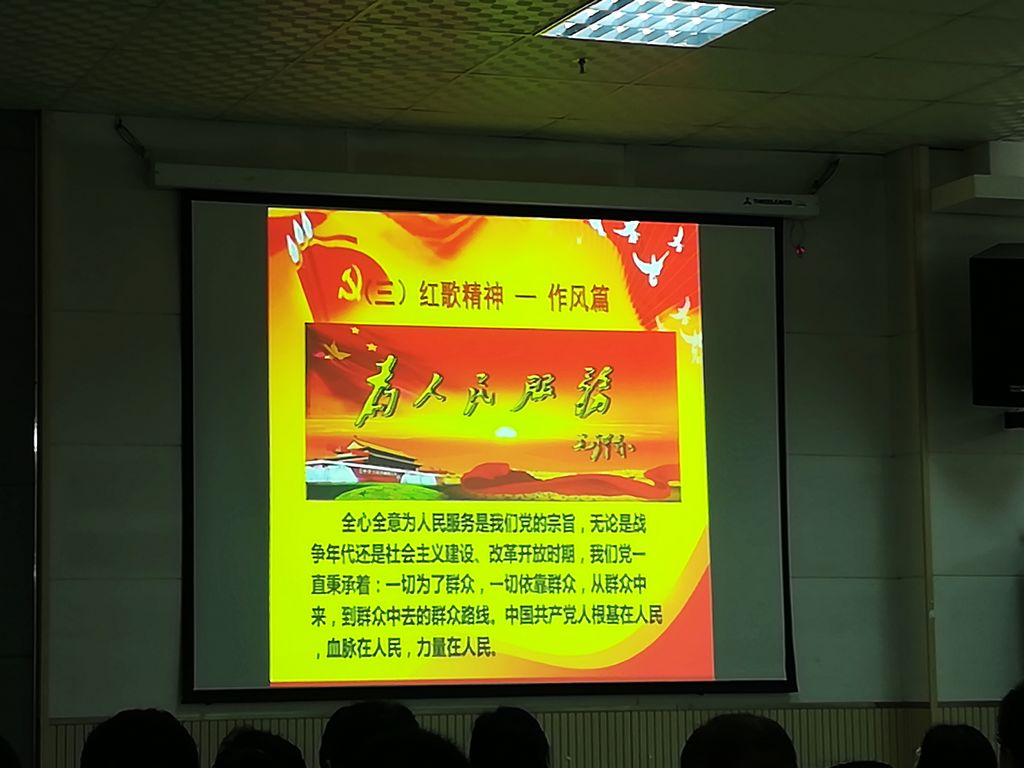 （三）红歌精神 — 作风篇
为人民服务
毛泽东
全心全意为人民服务是我们党的宗旨，无论是战
争年代还是社会主义建设、改革开放时期，我们党一
直秉承着：一切为了群众，一切依靠群众，从群众中
来，到群众中去的群众路线。中国共产党人根基在人民
，血脉在人民，力量在人民。